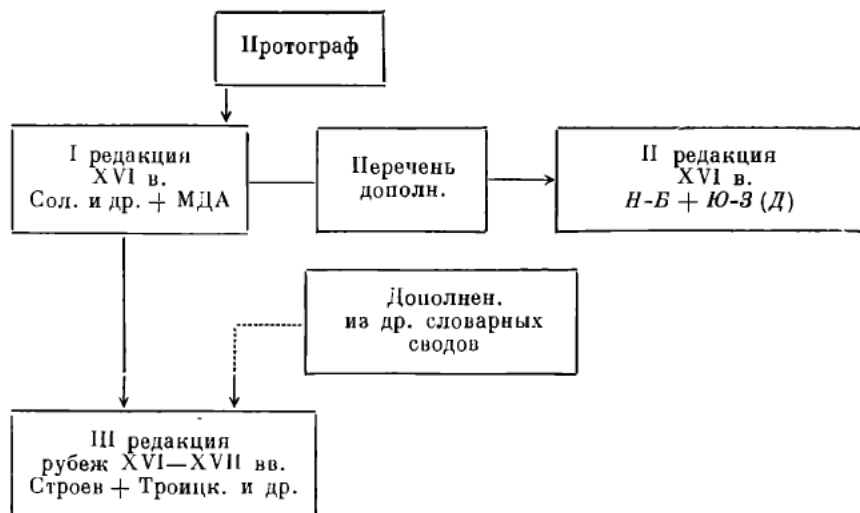 Протограф
I редакция
XVI в.
Сол. и др. + МДА
Перечень
дополн.
II редакция
XVI в.
Н-Б + Ю-З (Д)
Дополнен.
из др. словарных
сводов
III редакция
рубеж XVI—XVII вв.
Строев + Троицк. и др.